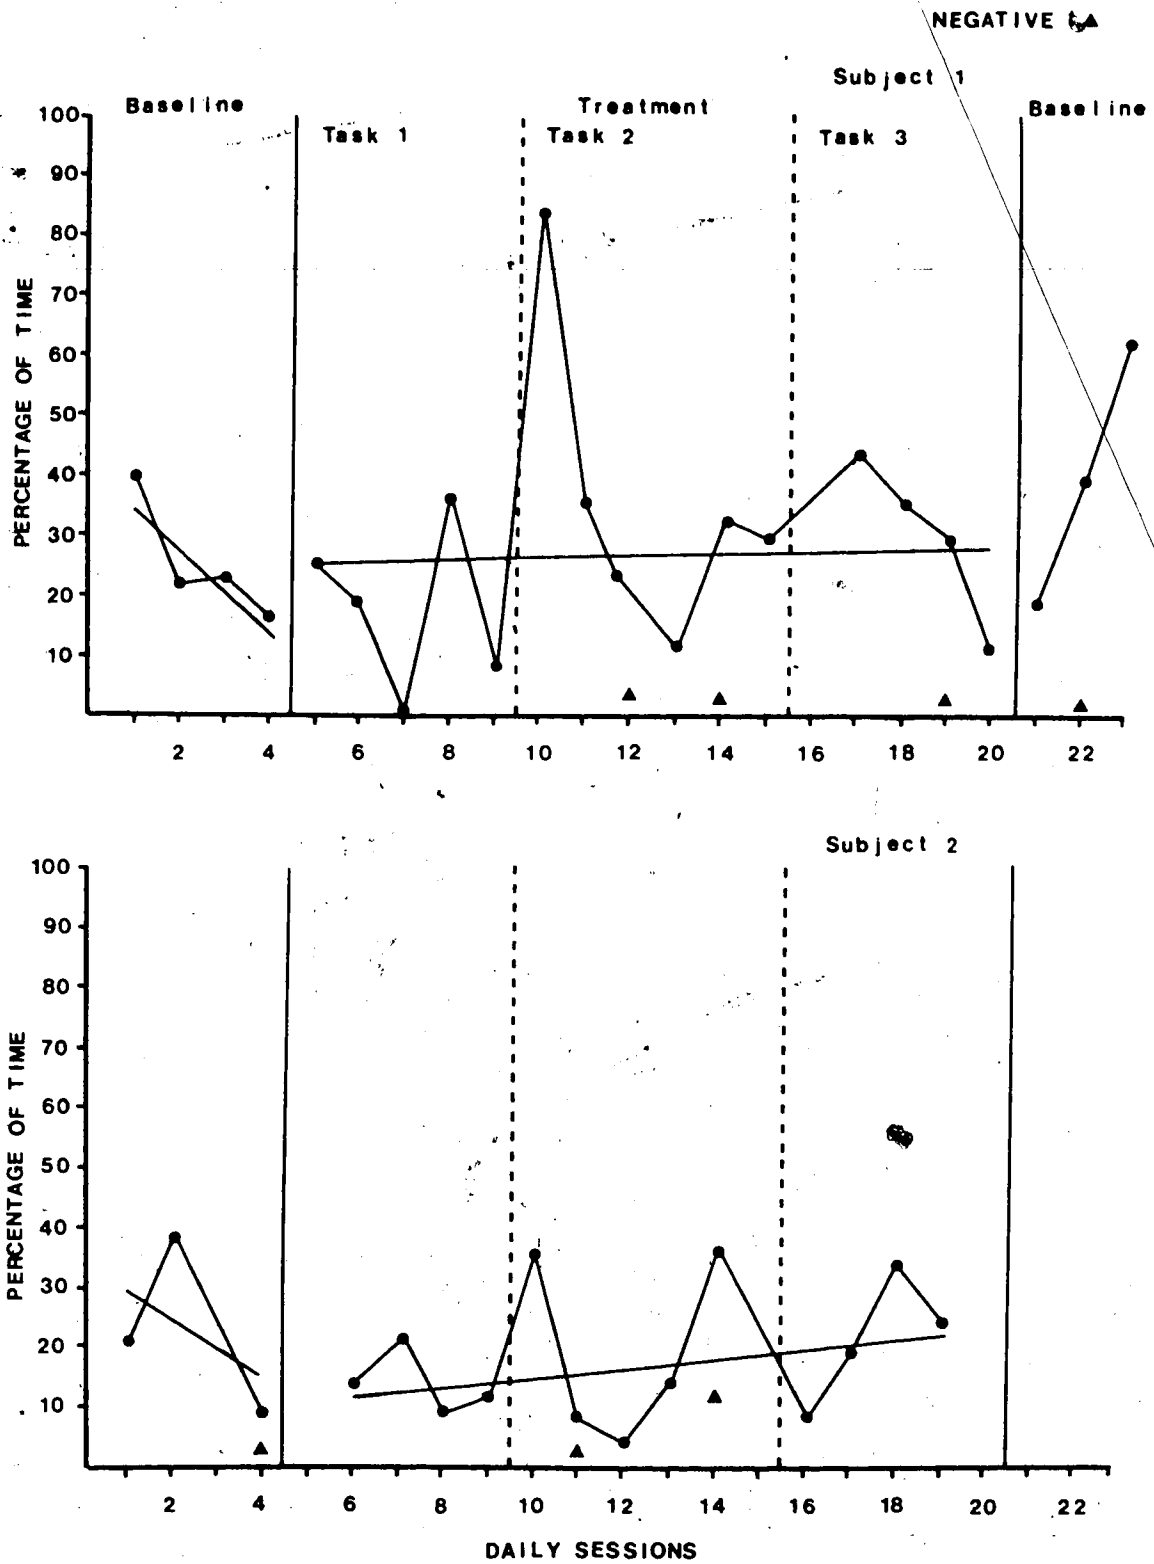 NEGATIVE
Subject 1
Baseline Treatment Baseline
Task 1 Task 2 Task 3
100
90
80
70
60
50
40
30
20
10
PERCENTAGE OF TIME
2 4 6 8 10 12 14 16 18 20 22
Subject 2
100
90
80
70
60
50
40
30
20
10
PERCENTAGE OF TIME
2 4 6 8 10 12 14 16 18 20 22
DAILY SESSIONS